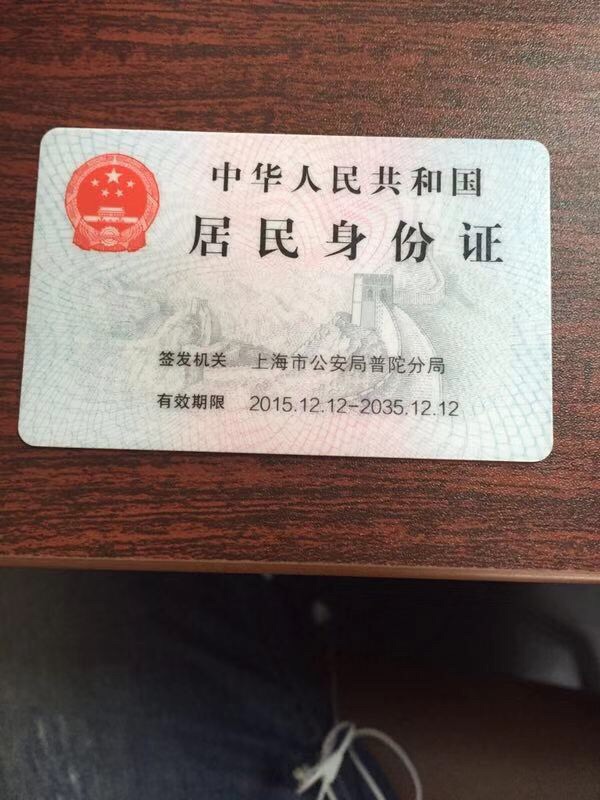 中华人民共和国
居民身份证
签发机关 上海市公安局普陀分局
有效期限 2015.12.12-2035.12.12